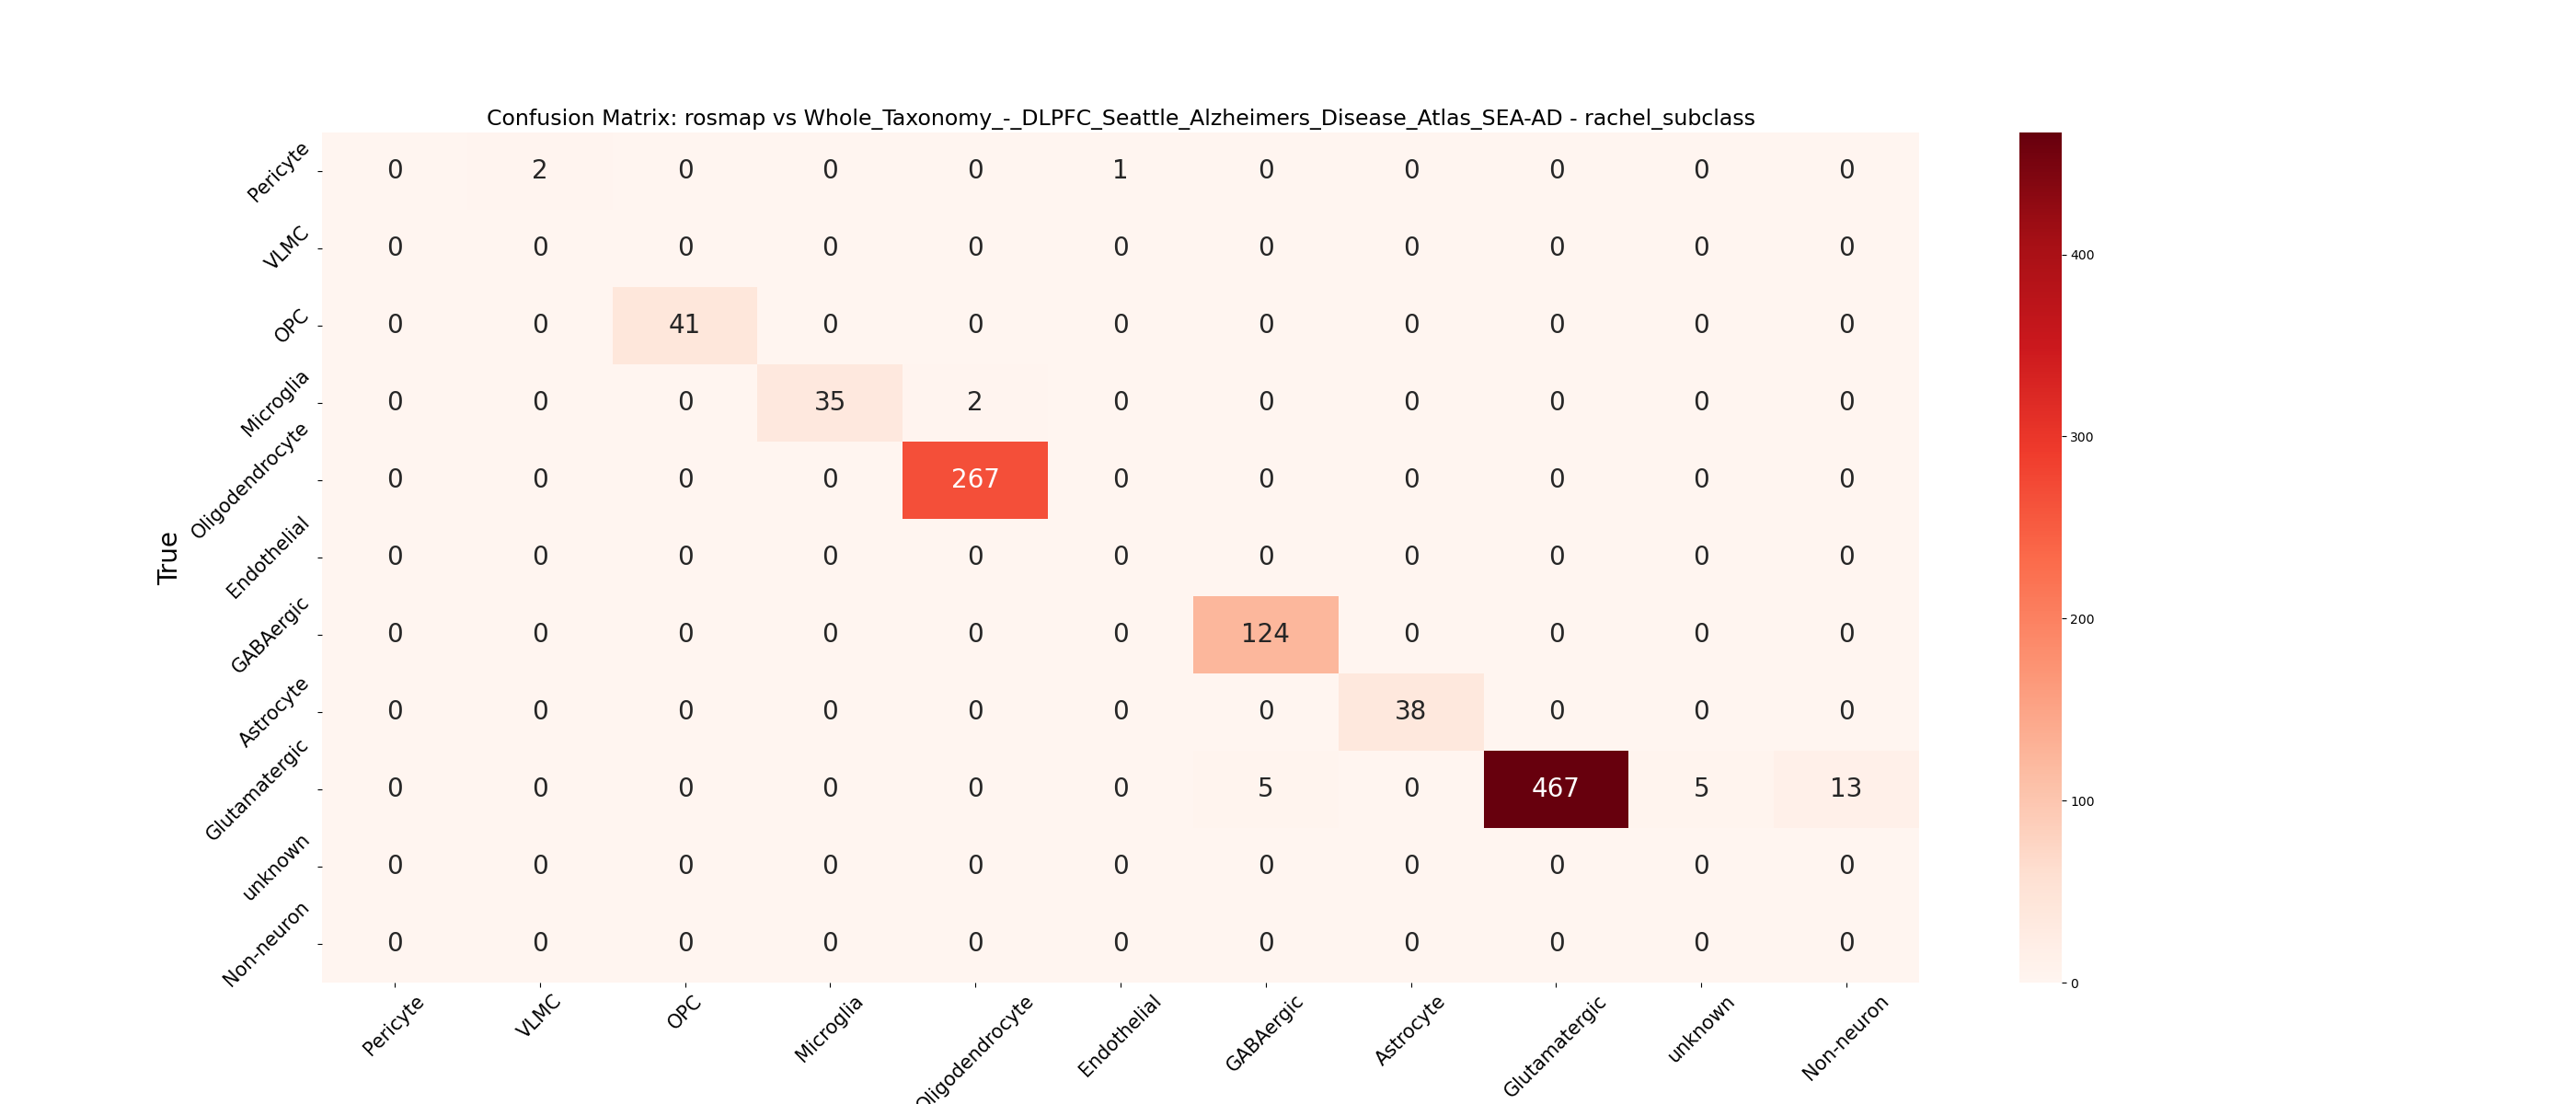 Confusion Matrix: rosmap vs Whole_Taxonomy_-_DLPFC_Seattle_Alzheimers_Disease_Atlas_SEA-AD - rachel_subclass
True
Pericyte 0 2 0 0 0 1 0 0 0 0 0
VLMC 0 0 0 0 0 0 0 0 0 0 0
OPC 0 0 41 0 0 0 0 0 0 0 0
Microglia 0 0 0 35 2 0 0 0 0 0 0
Oligodendrocyte 0 0 0 0 267 0 0 0 0 0 0
Endothelial 0 0 0 0 0 0 0 0 0 0 0
GABAergic 0 0 0 0 0 0 124 0 0 0 0
Astrocyte 0 0 0 0 0 0 0 38 0 0 0
Glutamatergic 0 0 0 0 0 0 5 0 467 5 13
unknown 0 0 0 0 0 0 0 0 0 0 0
Non-neuron 0 0 0 0 0 0 0 0 0 0 0
Pericyte VLMC OPC Microglia Oligodendrocyte Endothelial GABAergic Astrocyte Glutamatergic unknown Non-neuron
400
300
200
100
0